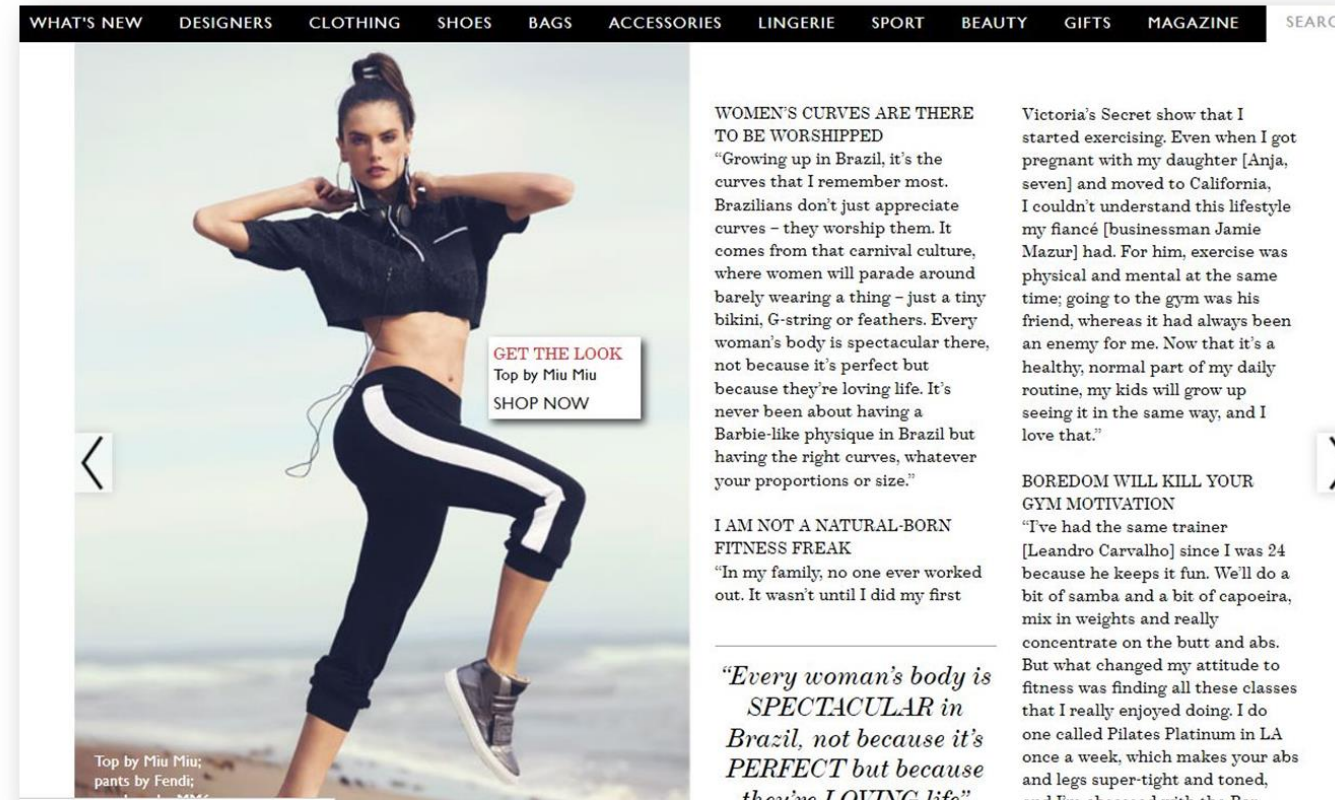 WHAT'S NEW DESIGNERS CLOTHING SHOES BAGS ACCESSORIES LINGERIE SPORT BEAUTY GIFTS MAGAZINE
GET THE LOOK
Top by Miu Miu
SHOP NOW
Top by Miu Miu;
pants by Fendi;
WOMEN’S CURVES ARE THERE
TO BE WORSHIPPED
“Growing up in Brazil, it’s the
curves that I remember most.
Brazilians don’t just appreciate
curves – they worship them. It
comes from that carnival culture,
where women will parade around
barely wearing a thing – just a tiny
bikini, G-string or feathers. Every
woman’s body is spectacular there,
not because it’s perfect but
because they’re loving life. It’s
never been about having a
Barbie-like physique in Brazil but
having the right curves, whatever
your proportions or size.”
I AM NOT A NATURAL-BORN
FITNESS FREAK
“In my family, no one ever worked
out. It wasn’t until I did my first
“Every woman’s body is
SPECTACULAR in
Brazil, not because it’s
PERFECT but because
they’re LOVING life”
Victoria’s Secret show that I
started exercising. Even when I got
pregnant with my daughter [Anja,
seven] and moved to California,
I couldn’t understand this lifestyle
my fiancé [businessman Jamie
Mazur] had. For him, exercise was
physical and mental at the same
time; going to the gym was his
friend, whereas it had always been
an enemy for me. Now that it’s a
healthy, normal part of my daily
routine, my kids will grow up
seeing it in the same way, and I
love that.”
BOREDOM WILL KILL YOUR
GYM MOTIVATION
“I’ve had the same trainer
[Leandro Carvalho] since I was 24
because he keeps it fun. We’ll do a
bit of samba and a bit of capoeira,
mix in weights and really
concentrate on the butt and abs.
But what changed my attitude to
fitness was finding all these classes
that I really enjoyed doing. I do
one called Pilates Platinum in LA
once a week, which makes your abs
and legs super-tight and toned,